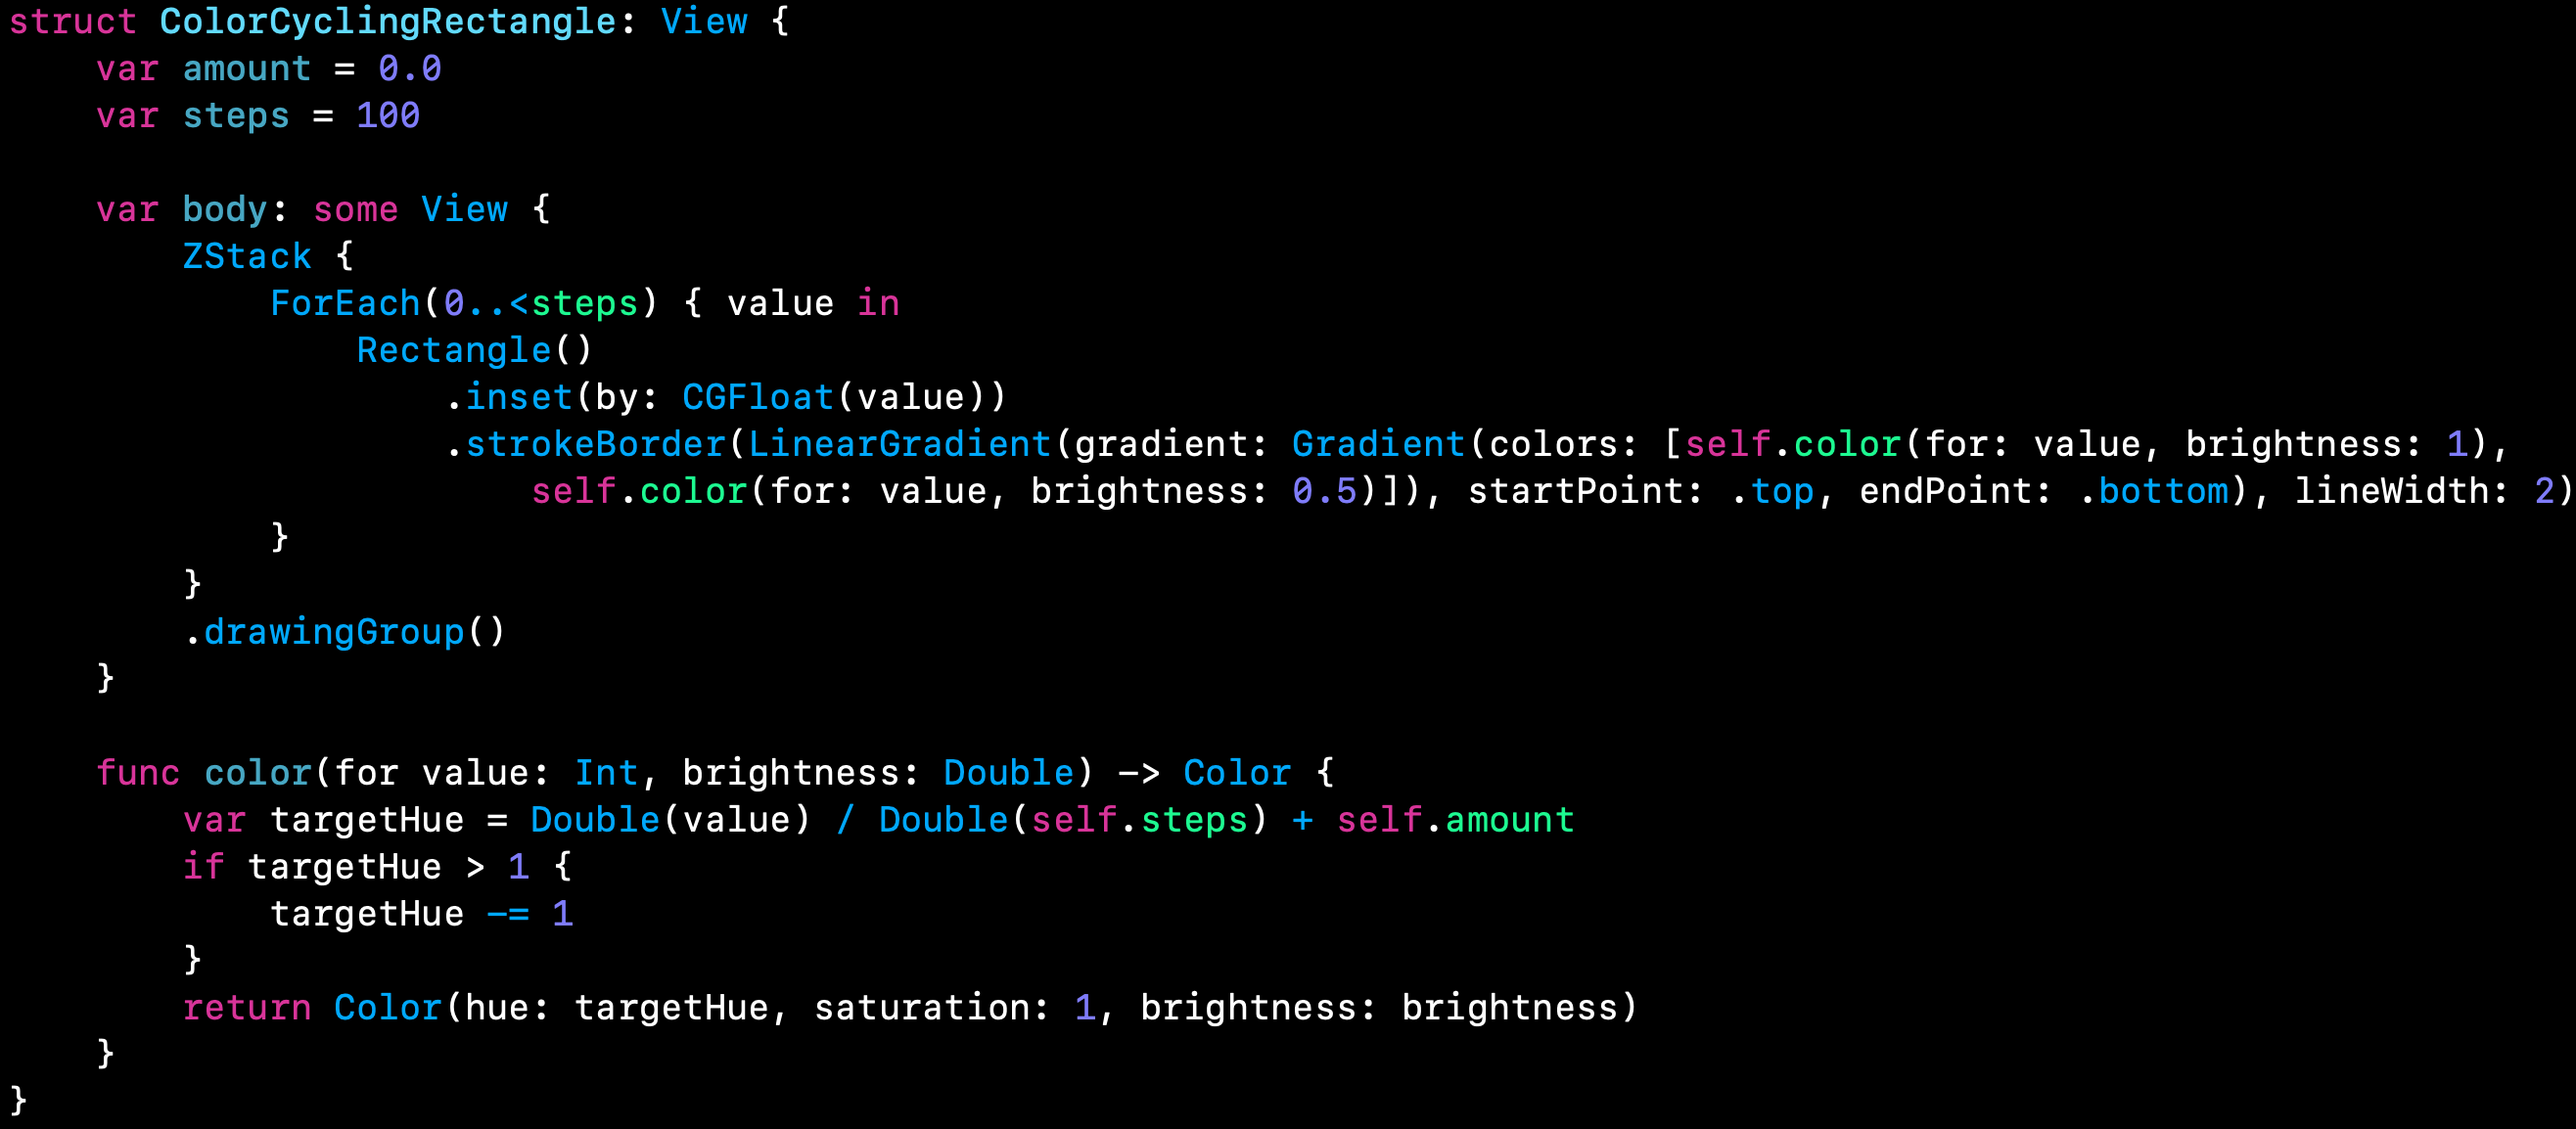 struct ColorCyclingRectangle: View {
    var amount = 0.0
    var steps = 100

    var body: some View {
        ZStack {
            ForEach(0..<steps) { value in
                Rectangle()
                    .inset(by: CGFloat(value))
                    .strokeBorder(LinearGradient(gradient: Gradient(colors: [self.color(for: value, brightness: 1),
                        self.color(for: value, brightness: 0.5)]), startPoint: .top, endPoint: .bottom), lineWidth: 2)
            }
        }
        .drawingGroup()
    }

    func color(for value: Int, brightness: Double) -> Color {
        var targetHue = Double(value) / Double(self.steps) + self.amount
        if targetHue > 1 {
            targetHue -= 1
        }
        return Color(hue: targetHue, saturation: 1, brightness: brightness)
    }
}